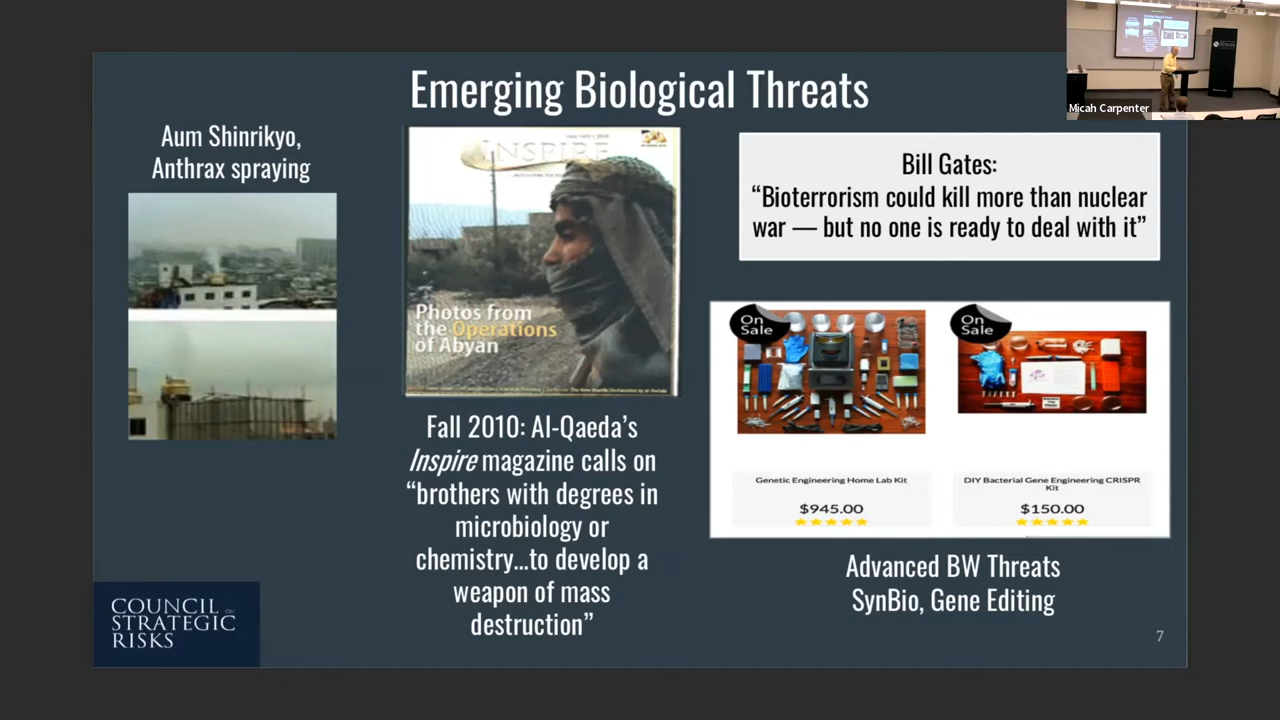 Emerging Biological Threats
Micah Carpenter
Aum Shinrikyo,
Anthrax spraying
INSPIRE
Photos from
the Operations
of Abyan
Fall 2010: Al-Qaeda’s
Inspire magazine calls on
“brothers with degrees in
microbiology or
chemistry...to develop a
weapon of mass
destruction”
Bill Gates:
“Bioterrorism could kill more than nuclear
war — but no one is ready to deal with it”
On
Sale
On
Sale
Genetic Engineering Home Lab Kit
$945.00
DIY Bacterial Gene Engineering CRISPR
Kit
$150.00
Advanced BW Threats
SynBio, Gene Editing
COUNCIL ON
STRATEGIC
RISKS
7